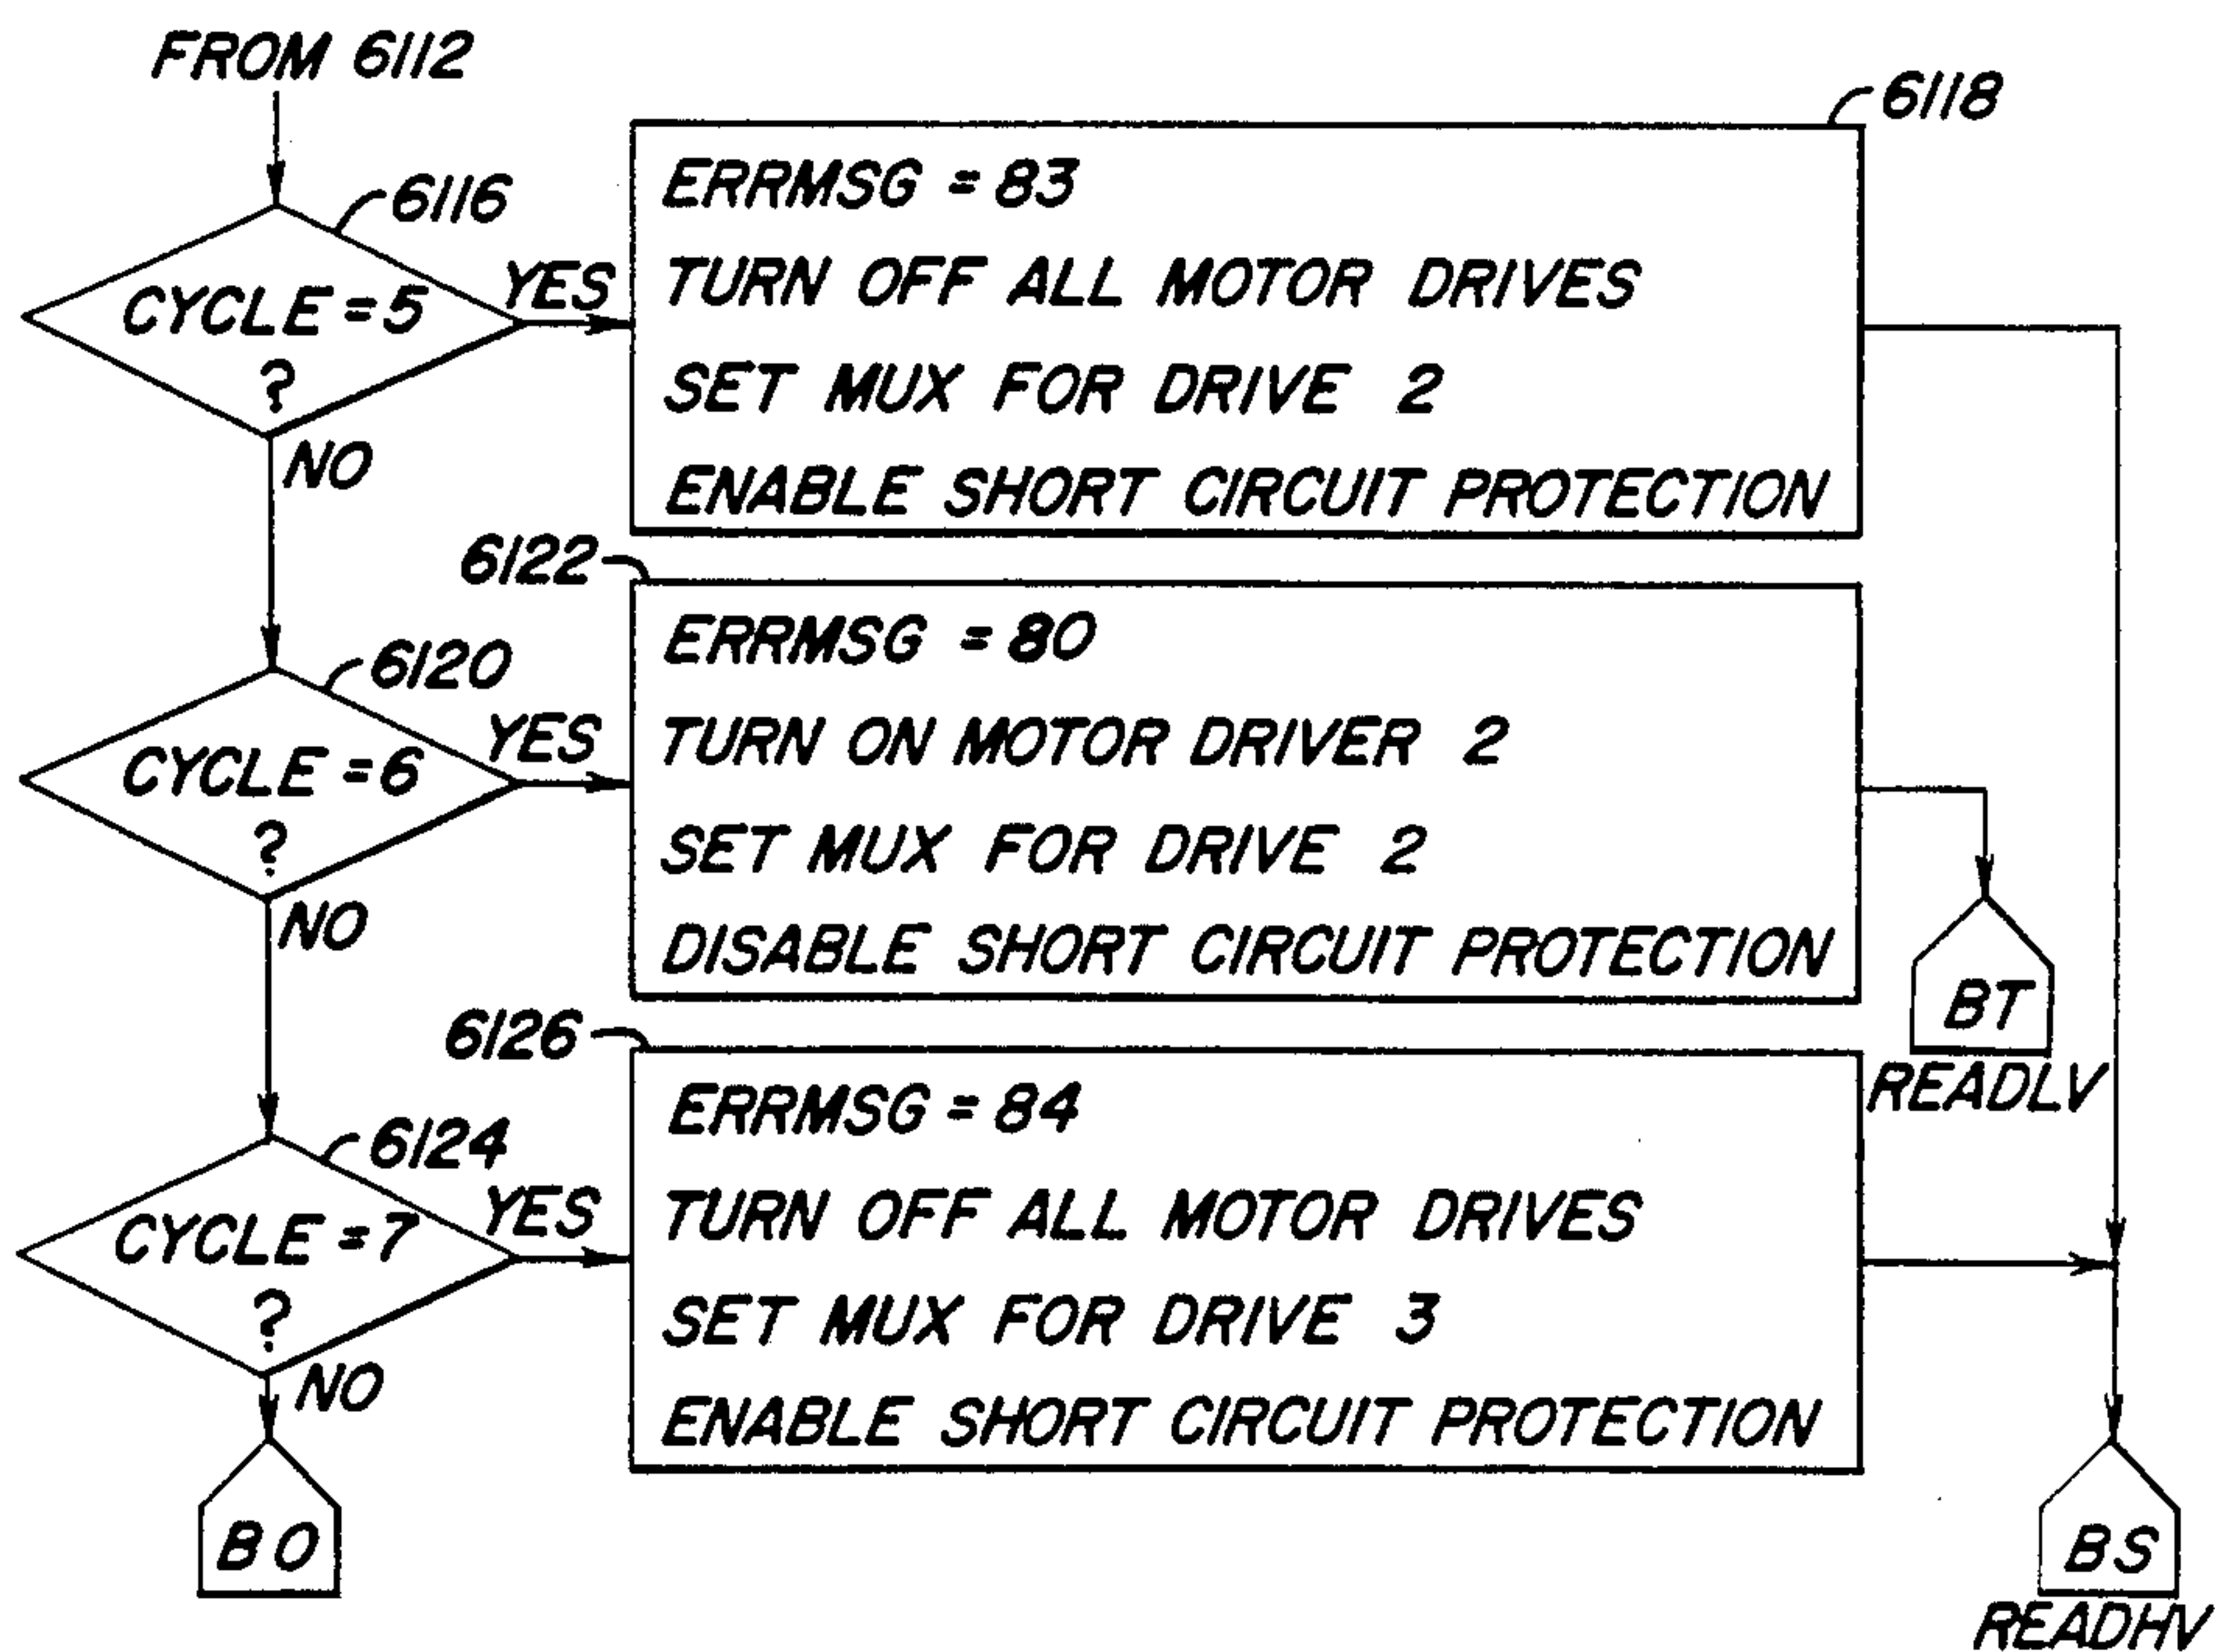 FROM 6112
6116
CYCLE = 5
?
YES
NO
6118
ERRMSG = 83
TURN OFF ALL MOTOR DRIVES
SET MUX FOR DRIVE 2
ENABLE SHORT CIRCUIT PROTECTION
6120
CYCLE = 6
?
YES
NO
6122
ERRMSG = 80
TURN ON MOTOR DRIVER 2
SET MUX FOR DRIVE 2
DISABLE SHORT CIRCUIT PROTECTION
BT
READLV
6124
CYCLE = 7
?
YES
NO
6126
ERRMSG = 84
TURN OFF ALL MOTOR DRIVES
SET MUX FOR DRIVE 3
ENABLE SHORT CIRCUIT PROTECTION
BO
BS
READHV